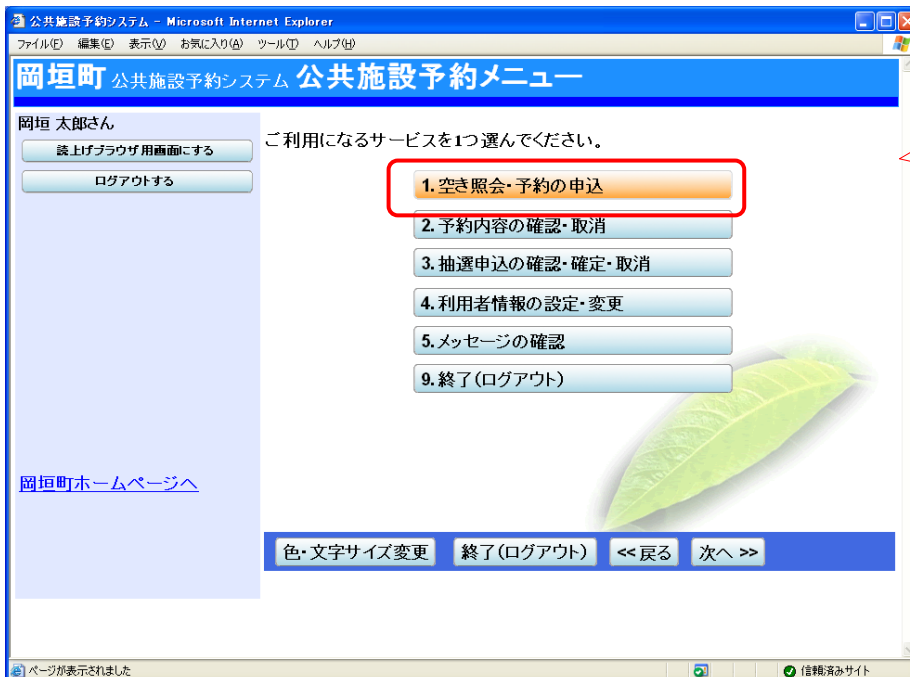 公共施設予約システム - Microsoft Internet Explorer
ファイル(F) 編集(E) 表示(V) お気に入り(A) ツール(T) ヘルプ(H)
岡垣町 公共施設予約システム 公共施設予約メニュー
岡垣 太郎さん
読上げブラウザ用画面にする
ログアウトする
岡垣町ホームページへ
ご利用になるサービスを1つ選んでください。
1. 空き照会・予約の申込
2. 予約内容の確認・取消
3. 抽選申込の確認・確定・取消
4. 利用者情報の設定・変更
5. メッセージの確認
9. 終了(ログアウト)
色・文字サイズ変更 終了(ログアウト) <<戻る 次へ >>
ページが表示されました 信頼済みサイト